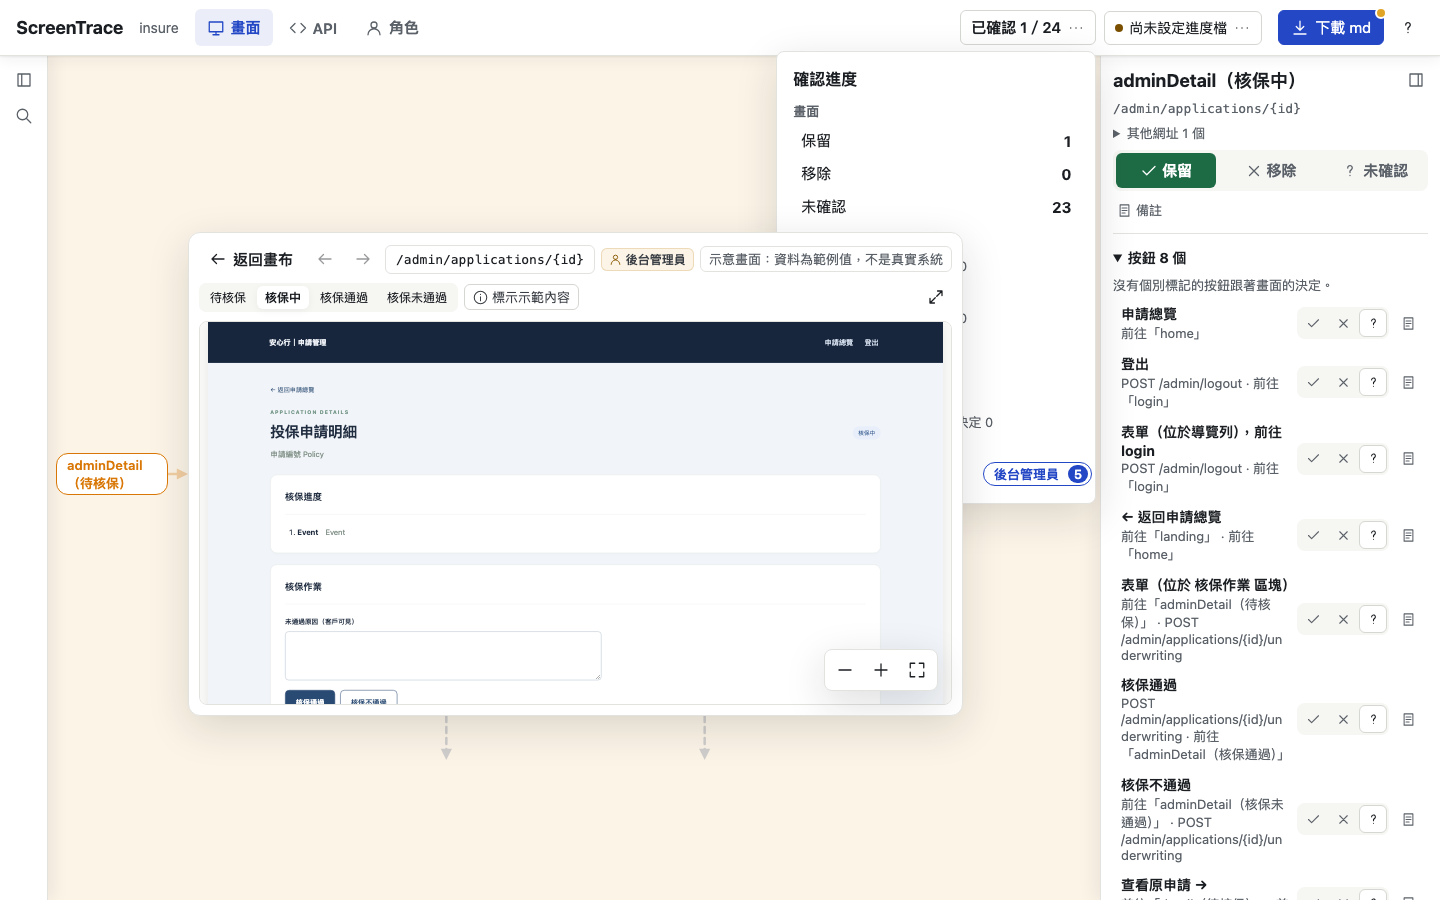 ScreenTrace
insure
畫面
API
角色
已確認 1 / 24 ···
尚未設定進度檔 ···
下載 md
?
確認進度
畫面
保留 1
移除 0
未確認 23
決定 0
後台管理員 5
adminDetail
（待核保）
返回畫布
/admin/applications/{id}
後台管理員
示意畫面：資料為範例值，不是真實系統
待核保
核保中
核保通過
核保未通過
標示示範內容
安心行 | 申請管理
申請總覽
登出
← 返回申請總覽
APPLICATION DETAILS
投保申請明細
核保中
申請編號 Policy
核保進度
1. Event Event
核保作業
未通過原因（客戶可見）
核保通過
核保不通過
adminDetail（核保中）
/admin/applications/{id}
其他網址 1 個
保留
移除
? 未確認
備註
按鈕 8 個
沒有個別標記的按鈕跟著畫面的決定。
申請總覽
前往「home」
?
登出
POST /admin/logout · 前往
「login」
?
表單（位於導覽列），前往
login
POST /admin/logout · 前往
「login」
?
← 返回申請總覽
前往「landing」 · 前往
「home」
?
表單（位於 核保作業 區塊）
前往「adminDetail（待核
保）」 · POST
/admin/applications/{id}/un
derwriting
?
核保通過
POST
/admin/applications/{id}/un
derwriting · 前往
「adminDetail（核保通過）」
?
核保不通過
前往「adminDetail（核保未
通過）」 · POST
/admin/applications/{id}/un
derwriting
?
查看原申請 →